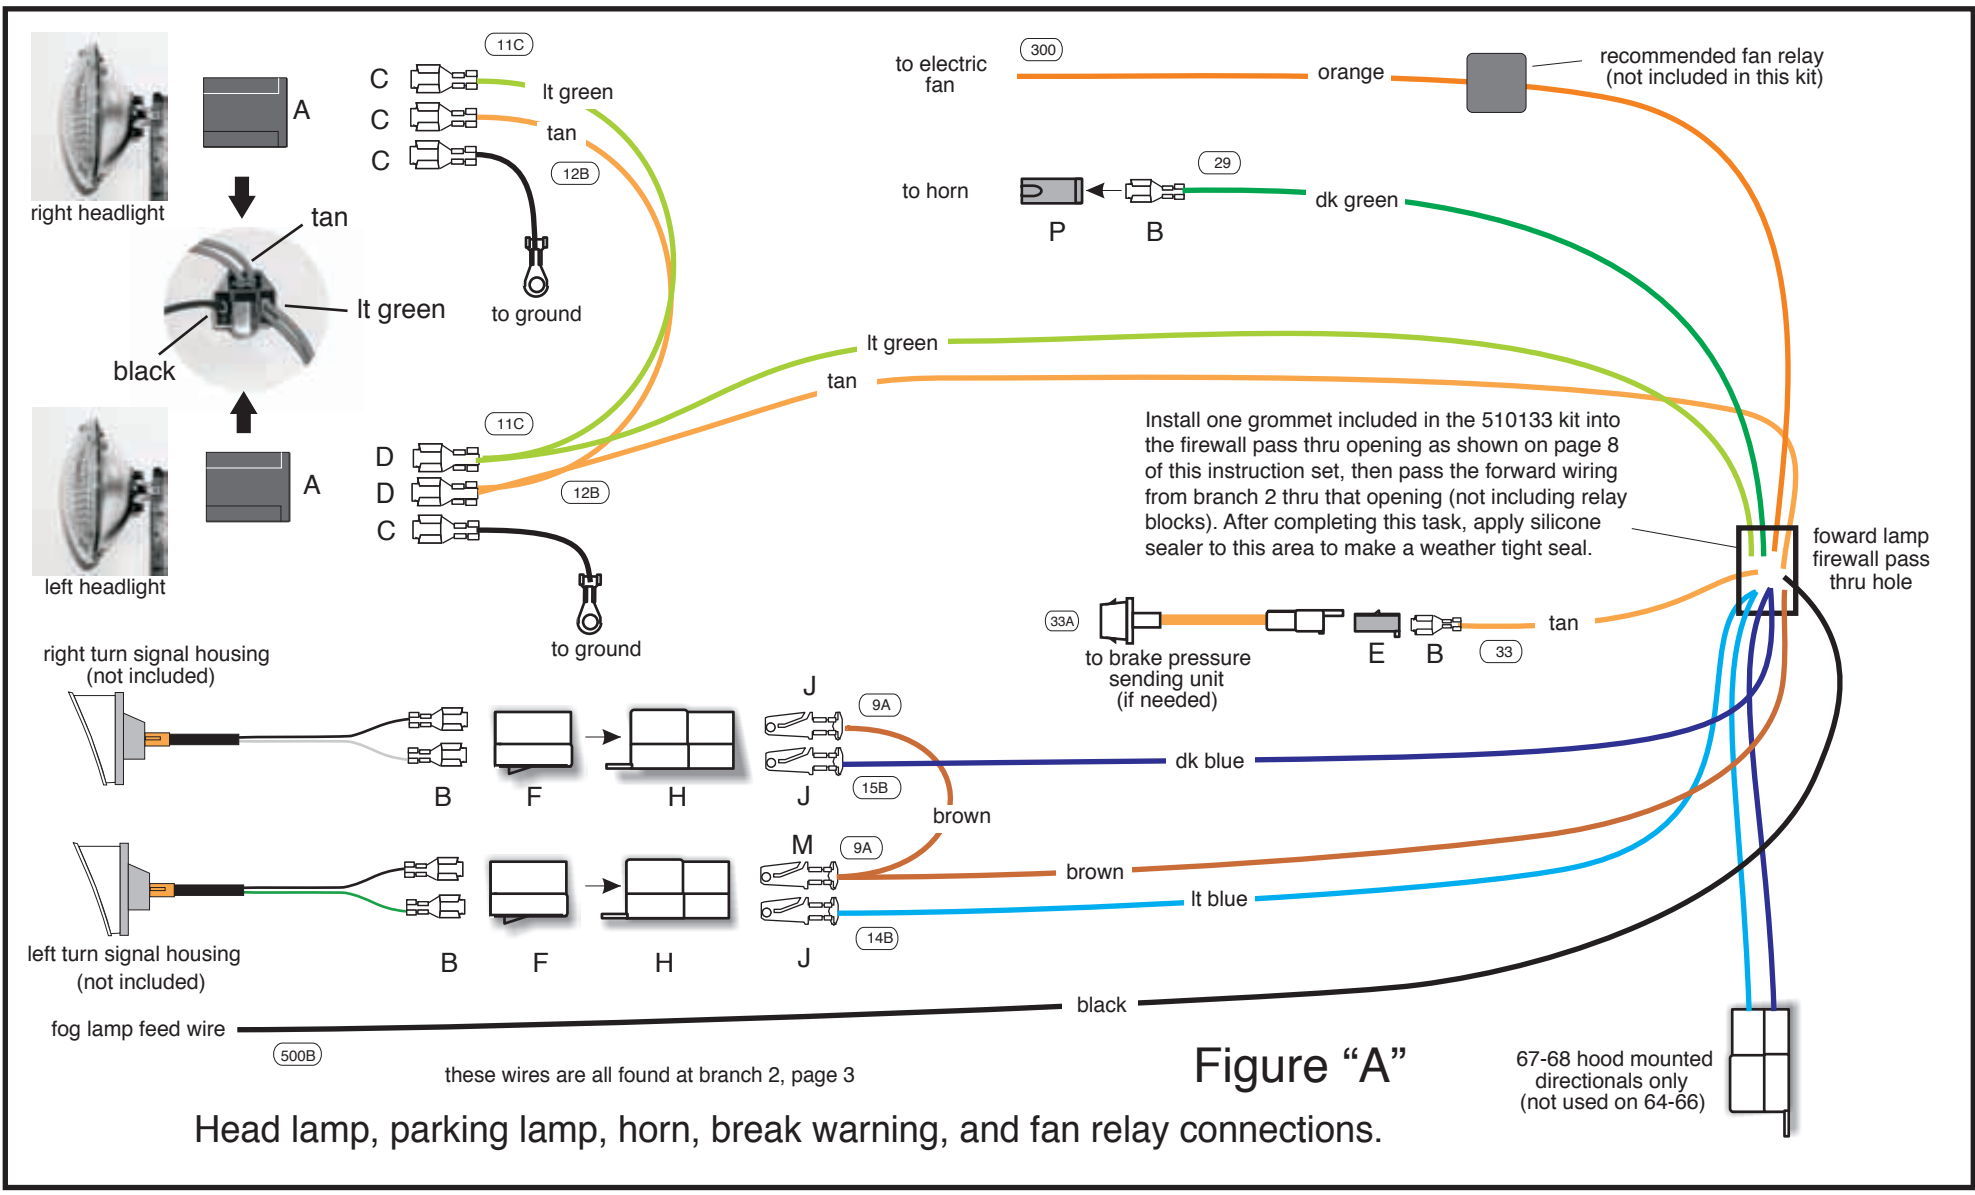 11C
C
lt green
C
tan
C
12B
A
right headlight
tan
lt green
black
to ground
to electric
fan
300
orange
recommended fan relay
(not included in this kit)
to horn
29
dk green
P
B
lt green
tan
11C
D
D
12B
C
A
left headlight
to ground
Install one grommet included in the 510133 kit into
the firewall pass thru opening as shown on page 8
of this instruction set, then pass the forward wiring
from branch 2 thru that opening (not including relay
blocks). After completing this task, apply silicone
sealer to this area to make a weather tight seal.
foward lamp
firewall pass
thru hole
33A
to brake pressure
sending unit
(if needed)
E
B
33
tan
right turn signal housing
(not included)
B
F
H
J
9A
J
15B
dk blue
brown
M
9A
brown
lt blue
14B
J
left turn signal housing
(not included)
B
F
H
fog lamp feed wire
500B
black
these wires are all found at branch 2, page 3
Figure “A”
67-68 hood mounted
directionals only
(not used on 64-66)
Head lamp, parking lamp, horn, break warning, and fan relay connections.